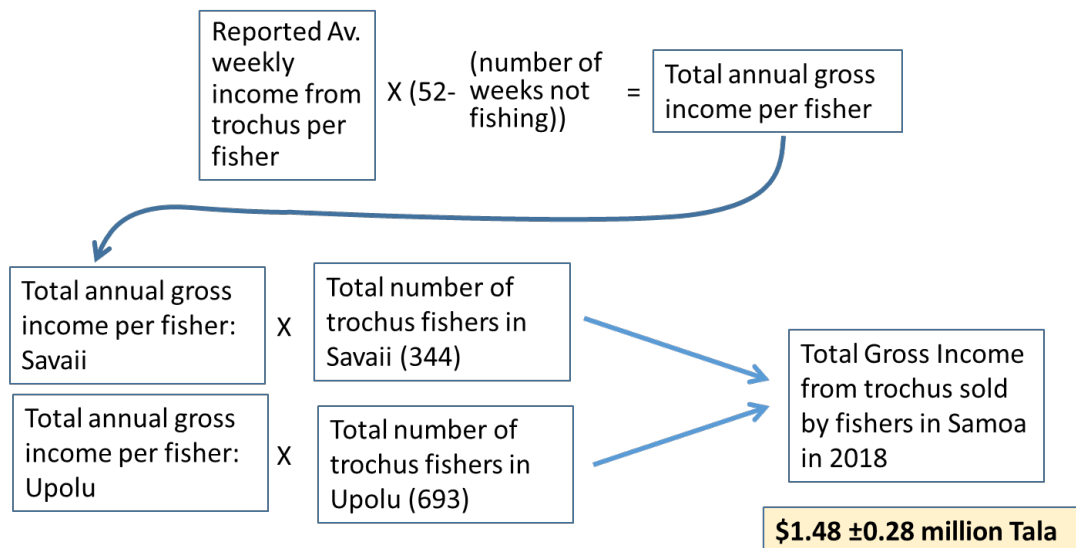 Reported Av.
weekly
income from
trochus per
fisher
X (52-
(number of
weeks not
fishing))
=
Total annual gross
income per fisher
Total annual gross
income per fisher:
Savaii
X
Total number of
trochus fishers in
Savaii (344)
Total annual gross
income per fisher:
Upolu
X
Total number of
trochus fishers in
Upolu (693)
Total Gross Income
from trochus sold
by fishers in Samoa
in 2018
$1.48 ±0.28 million Tala